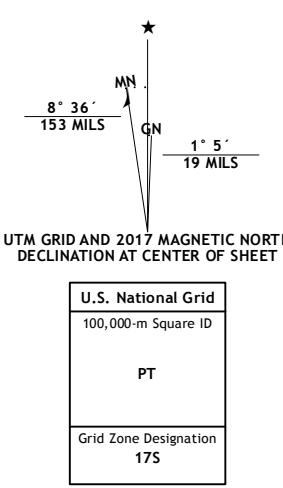 ★
MN
GN
8° 36´
153 MILS
1° 5´
19 MILS
UTM GRID AND 2017 MAGNETIC NORT
DECLINATION AT CENTER OF SHEET
U.S. National Grid
100,000-m Square ID
PT
Grid Zone Designation
17S